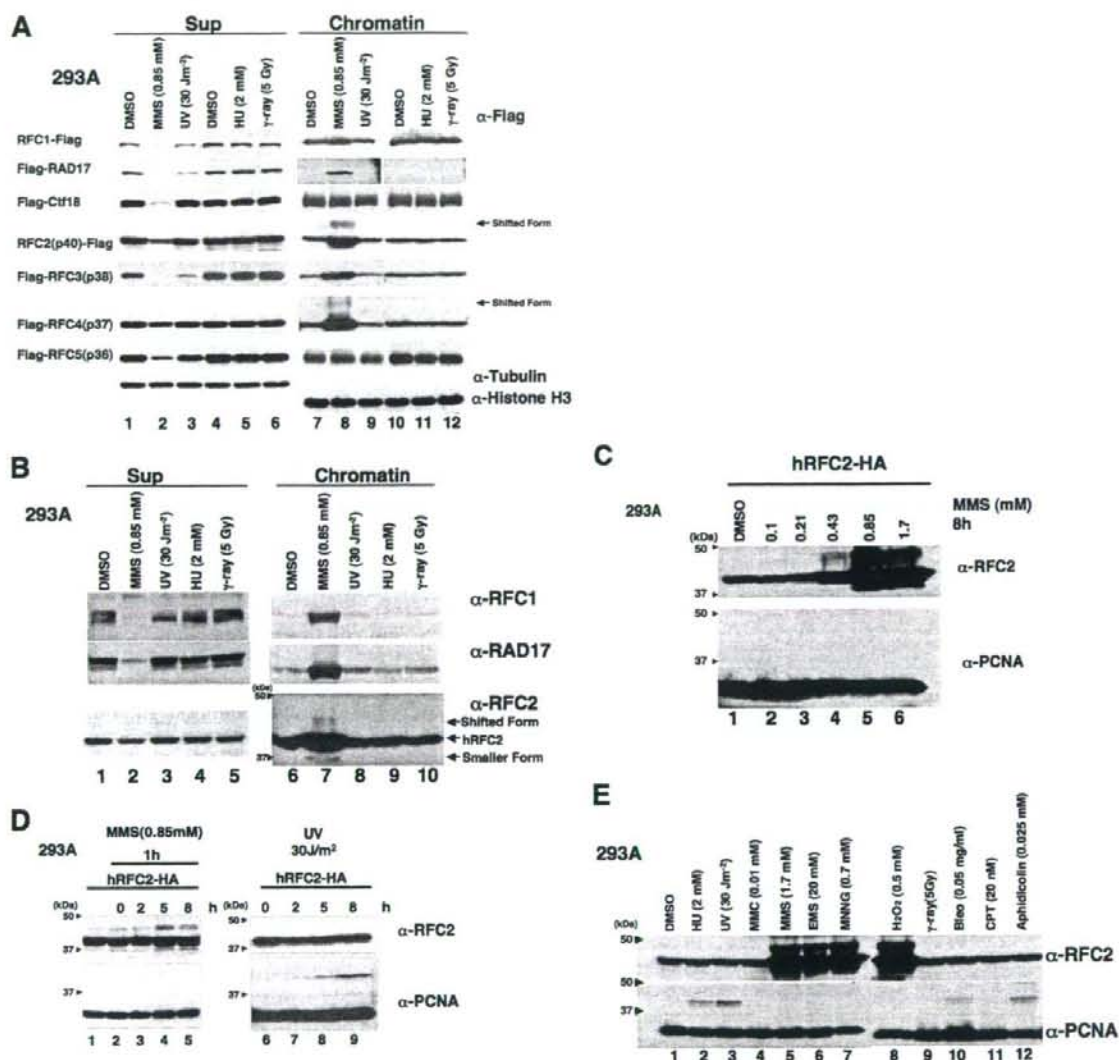 A
Sup
Chromatin
293A
DMSO
MMS (0.85 mM)
UV (30 Jm⁻²)
DMSO
HU (2 mM)
γ-ray (5 Gy)
DMSO
MMS (0.85 mM)
UV (30 Jm⁻²)
DMSO
HU (2 mM)
γ-ray (5 Gy)
α-Flag
RFC1-Flag
Flag-RAD17
Flag-Ctf18
Shifted Form
RFC2(p40)-Flag
Flag-RFC3(p38)
Shifted Form
Flag-RFC4(p37)
Flag-RFC5(p36)
α-Tubulin
α-Histone H3
1 2 3 4 5 6 7 8 9 10 11 12
B
Sup
Chromatin
293A
DMSO
MMS (0.85 mM)
UV (30 Jm⁻²)
HU (2 mM)
γ-ray (5 Gy)
DMSO
MMS (0.85 mM)
UV (30 Jm⁻²)
HU (2 mM)
γ-ray (5 Gy)
α-RFC1
α-RAD17
α-RFC2
(kDa)
50
Shifted Form
hRFC2
37
Smaller Form
1 2 3 4 5 6 7 8 9 10
C
hRFC2-HA
293A
DMSO
0.1
0.21
0.43
0.85
1.7
MMS (mM)
8h
(kDa)
50
α-RFC2
37
50
37
α-PCNA
1 2 3 4 5 6
D
MMS(0.85mM)
1h
UV
30J/m²
293A
hRFC2-HA
hRFC2-HA
(kDa)
0 2 5 8 h
(kDa)
0 2 5 8 h
50
50
α-RFC2
37
37
37
37
α-PCNA
1 2 3 4 5 6 7 8 9
E
293A
DMSO
HU (2 mM)
UV (30 Jm⁻²)
MMC (0.01 mM)
MMS (1.7 mM)
EMS (20 mM)
MNNG (0.7 mM)
H₂O₂ (0.5 mM)
γ-ray(5Gy)
Bleo (0.05 mg/ml)
CPT (20 nM)
Aphidicolin (0.025 mM)
(kDa)
50
α-RFC2
37
50
37
α-PCNA
1 2 3 4 5 6 7 8 9 10 11 12